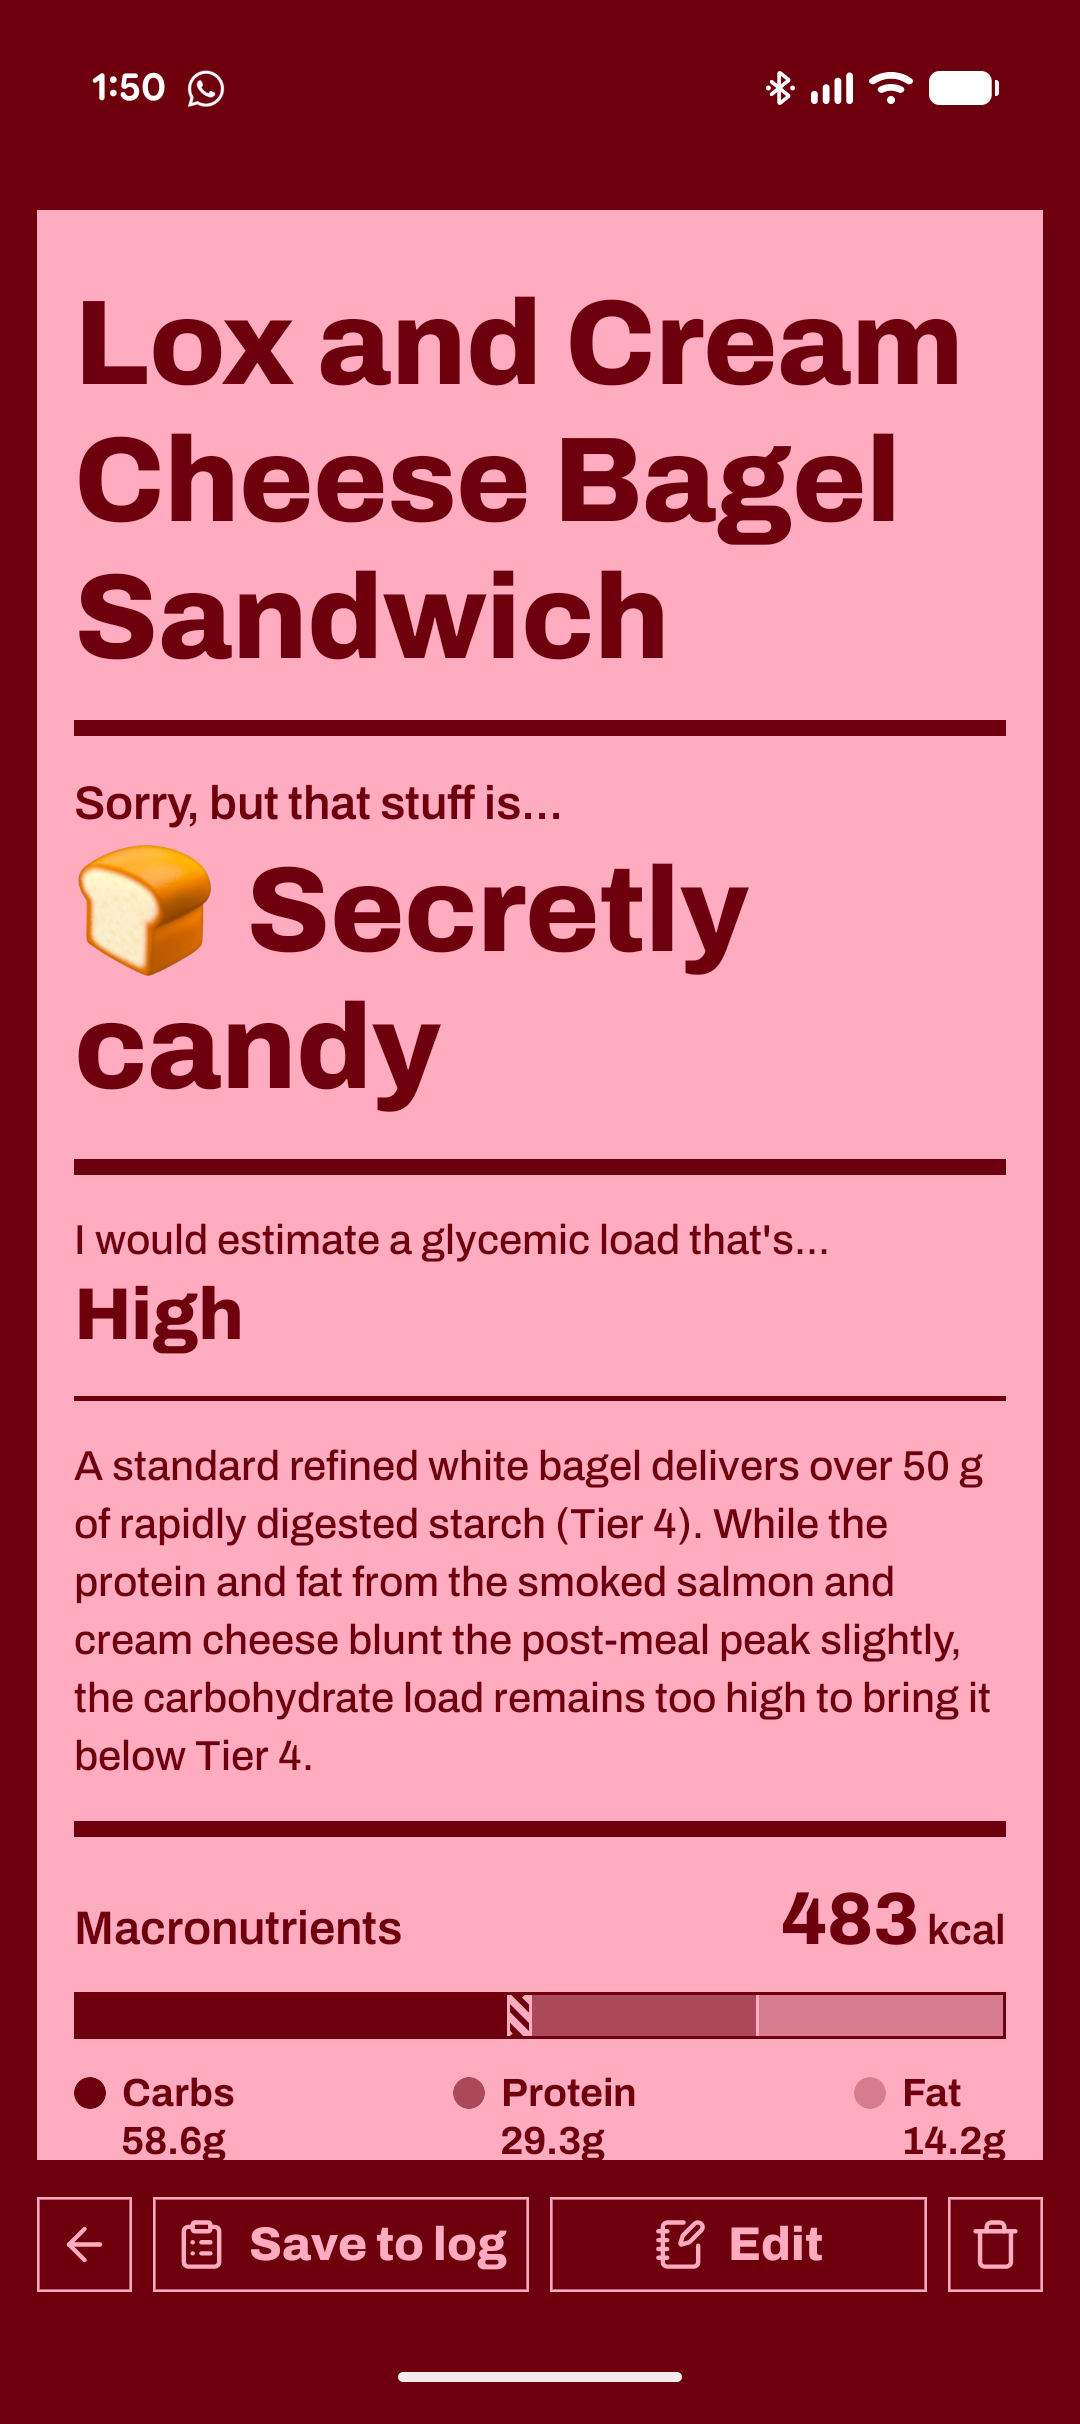 1:50
Lox and Cream
Cheese Bagel
Sandwich
Sorry, but that stuff is...
🍞 Secretly
candy
I would estimate a glycemic load that's...
High
A standard refined white bagel delivers over 50 g
of rapidly digested starch (Tier 4). While the
protein and fat from the smoked salmon and
cream cheese blunt the post-meal peak slightly,
the carbohydrate load remains too high to bring it
below Tier 4.
Macronutrients 483 kcal
Carbs Protein Fat
58.6g 29.3g 14.2g
Save to log Edit